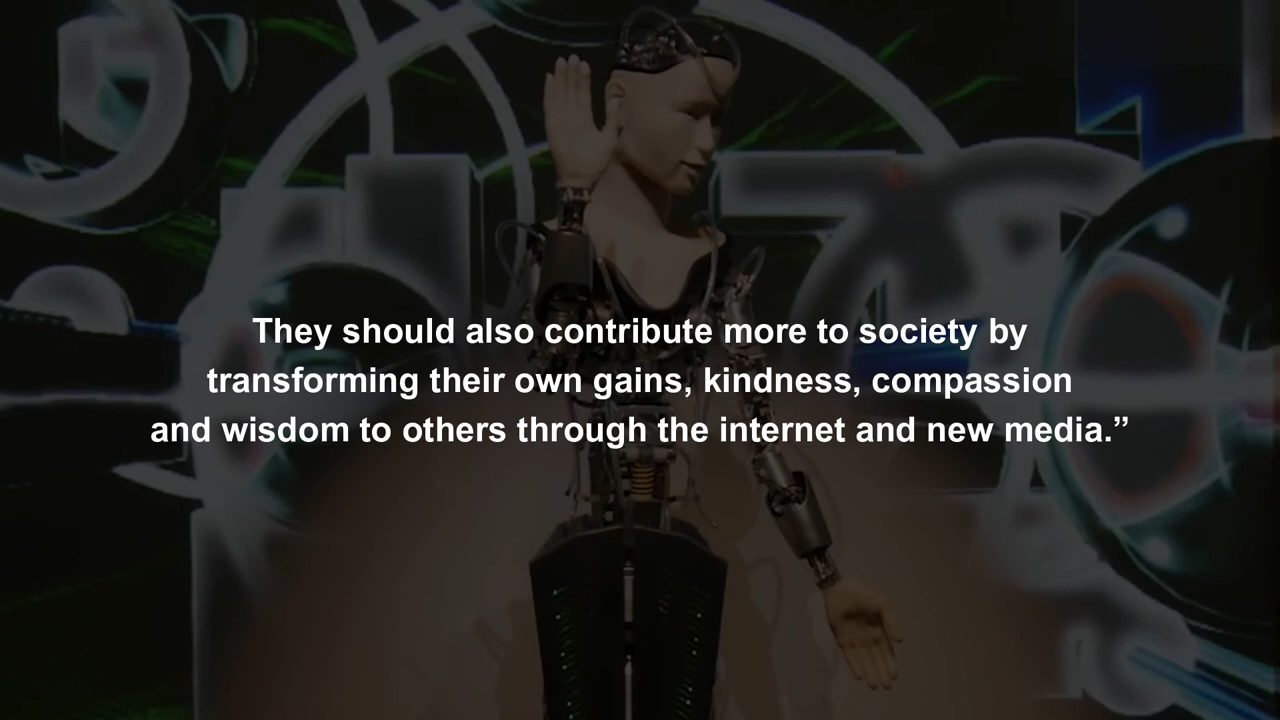 They should also contribute more to society by
transforming their own gains, kindness, compassion
and wisdom to others through the internet and new media.”